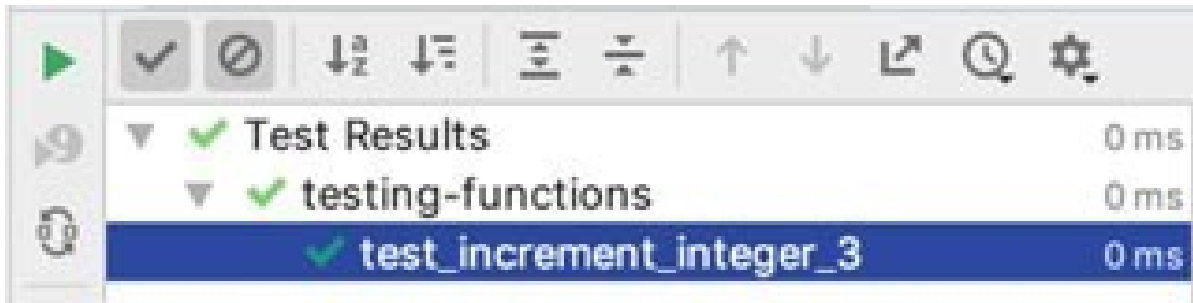 Test Results 0 ms
testing-functions 0 ms
test_increment_integer_3 0 ms